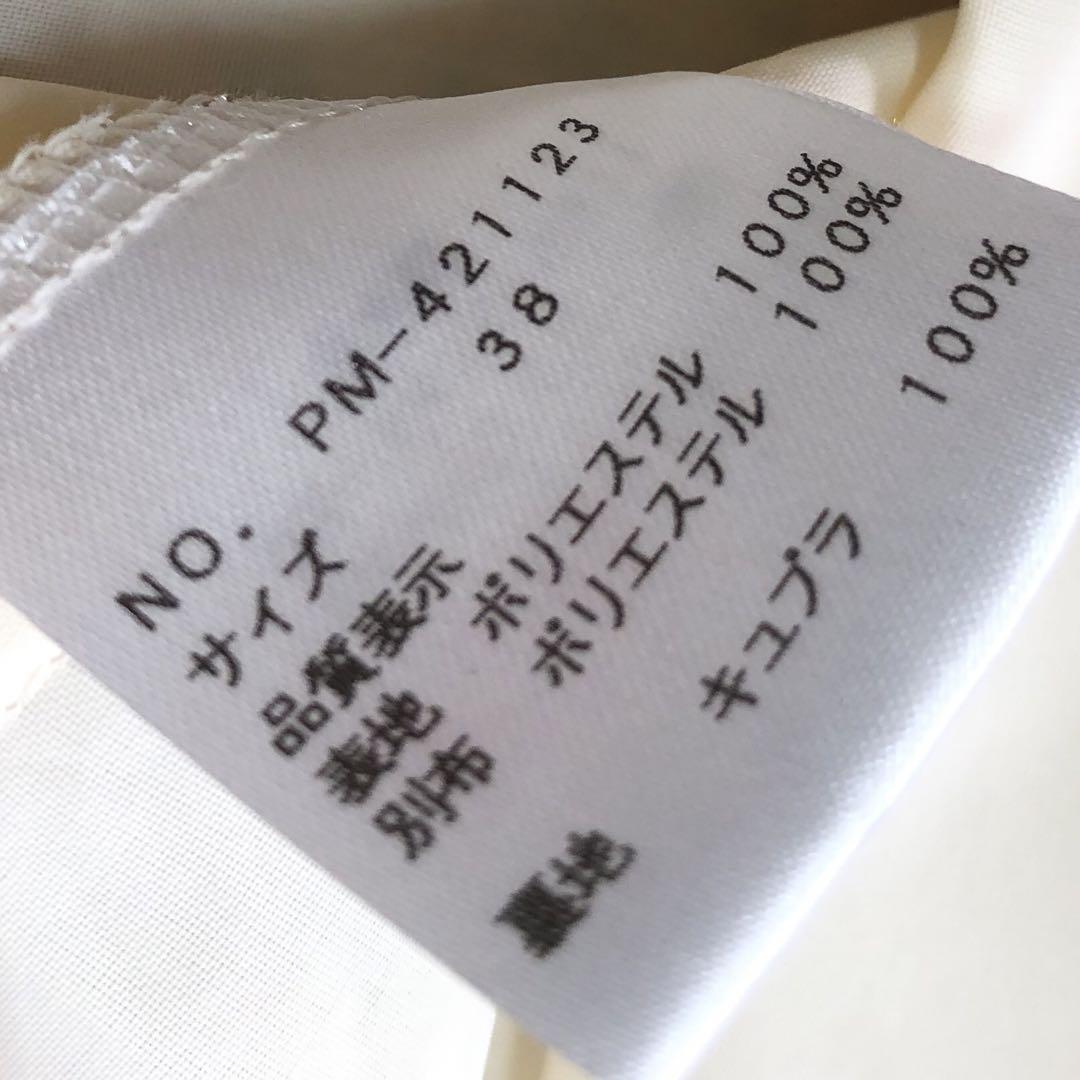 NO. PM-421123
サイズ 38
品質表示
表地 ポリエステル 100%
別布 ポリエステル 100%
裏地 キュプラ 100%